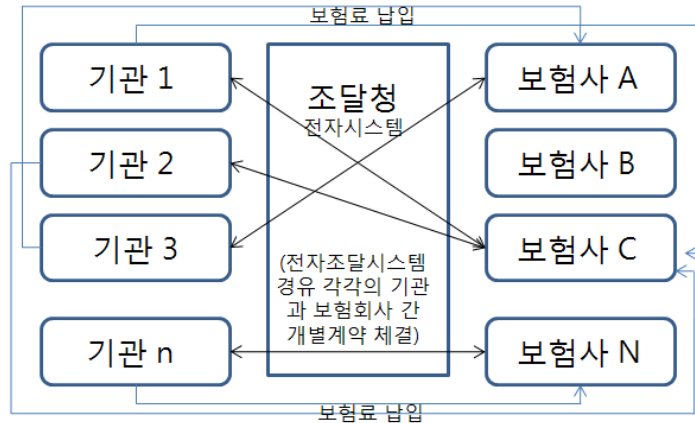 보험료 납입
기관 1
기관 2
기관 3
기관 n
조달청
전자시스템
(전자조달시스템
경유 각각의 기관
과 보험회사 간
개별계약 체결)
보험사 A
보험사 B
보험사 C
보험사 N
보험료 납입